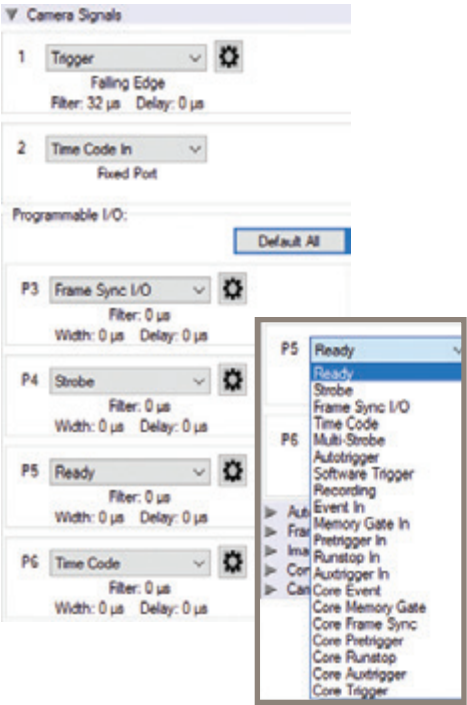 Camera Signals
1 Trigger
Falling Edge
Filter: 32 µs Delay: 0 µs
2 Time Code In
Fixed Port
Programmable I/O:
Default All
P3 Frame Sync I/O
Filter: 0 µs
Width: 0 µs Delay: 0 µs
P4 Strobe
Filter: 0 µs
Width: 0 µs Delay: 0 µs
P5 Ready
Filter: 0 µs
Width: 0 µs Delay: 0 µs
P6 Time Code
Filter: 0 µs
Width: 0 µs Delay: 0 µs
P5 Ready
Ready
Strobe
Frame Sync I/O
Time Code
P6 Multi-Strobe
Autotrigger
Software Trigger
Recording
Event In
Memory Gate In
Pretrigger In
Runstop In
Auxtrigger In
Core Event
Core Memory Gate
Core Frame Sync
Core Pretrigger
Core Runstop
Core Auxtrigger
Core Trigger